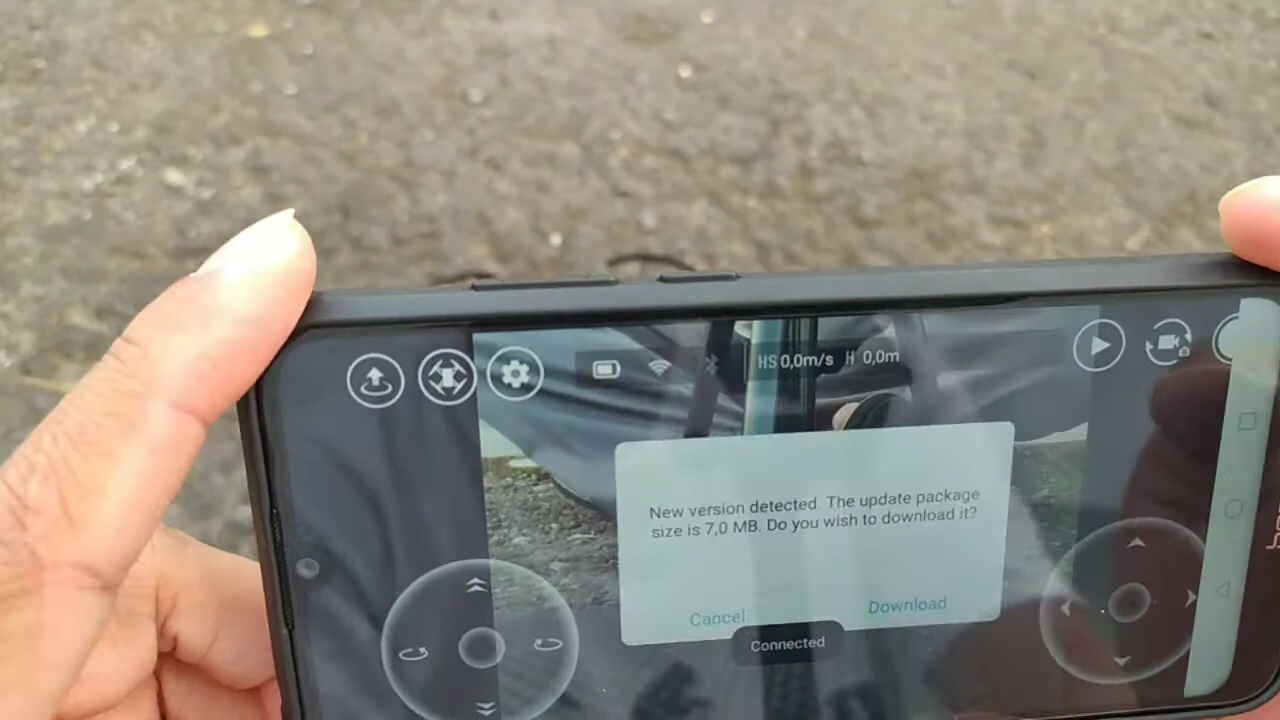 HS 0,0m/s H 0,0m
New version detected. The update package
size is 7,0 MB. Do you wish to download it?
Cancel
Download
Connected